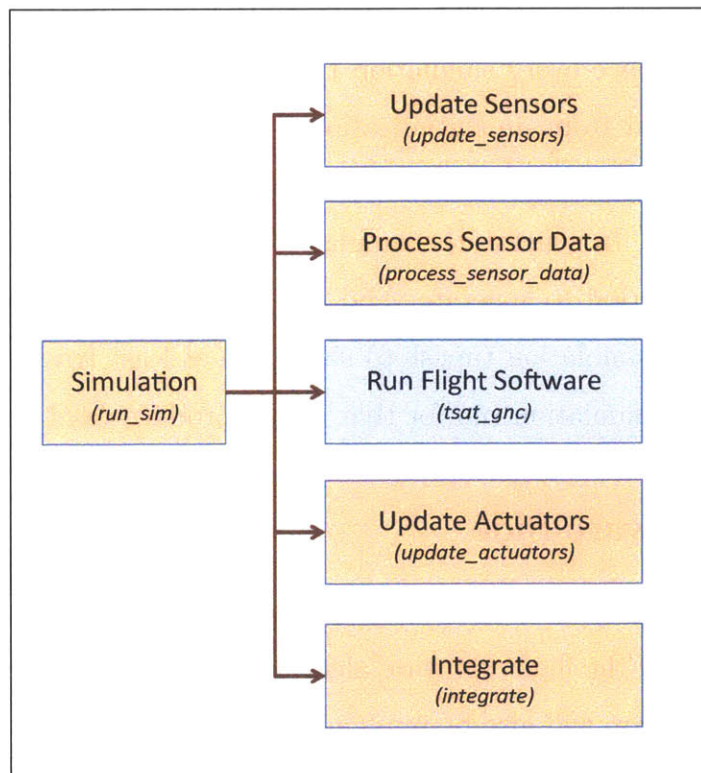 Update Sensors
(update_sensors)
Process Sensor Data
(process_sensor_data)
Simulation
(run_sim)
Run Flight Software
(tsat_gnc)
Update Actuators
(update_actuators)
Integrate
(integrate)